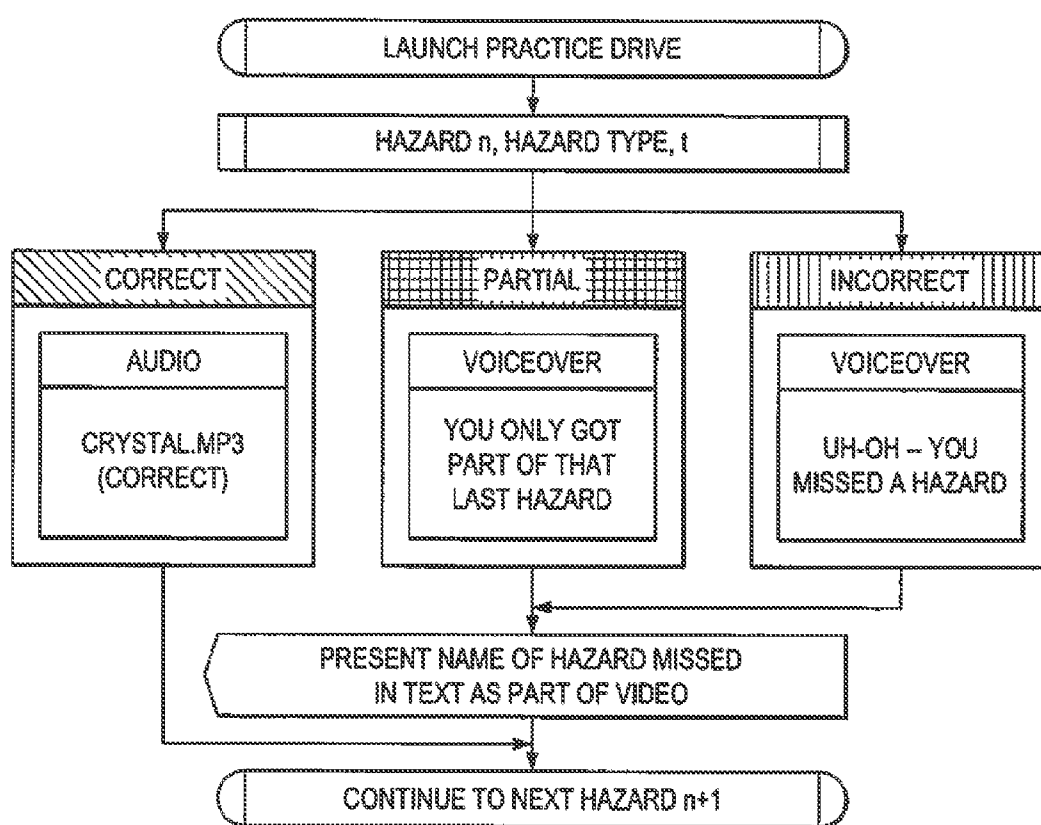 LAUNCH PRACTICE DRIVE
HAZARD n, HAZARD TYPE, t
CORRECT
AUDIO
CRYSTAL.MP3
(CORRECT)
PARTIAL
VOICEOVER
YOU ONLY GOT
PART OF THAT
LAST HAZARD
INCORRECT
VOICEOVER
UH-OH – YOU
MISSED A HAZARD
PRESENT NAME OF HAZARD MISSED
IN TEXT AS PART OF VIDEO
CONTINUE TO NEXT HAZARD n+1